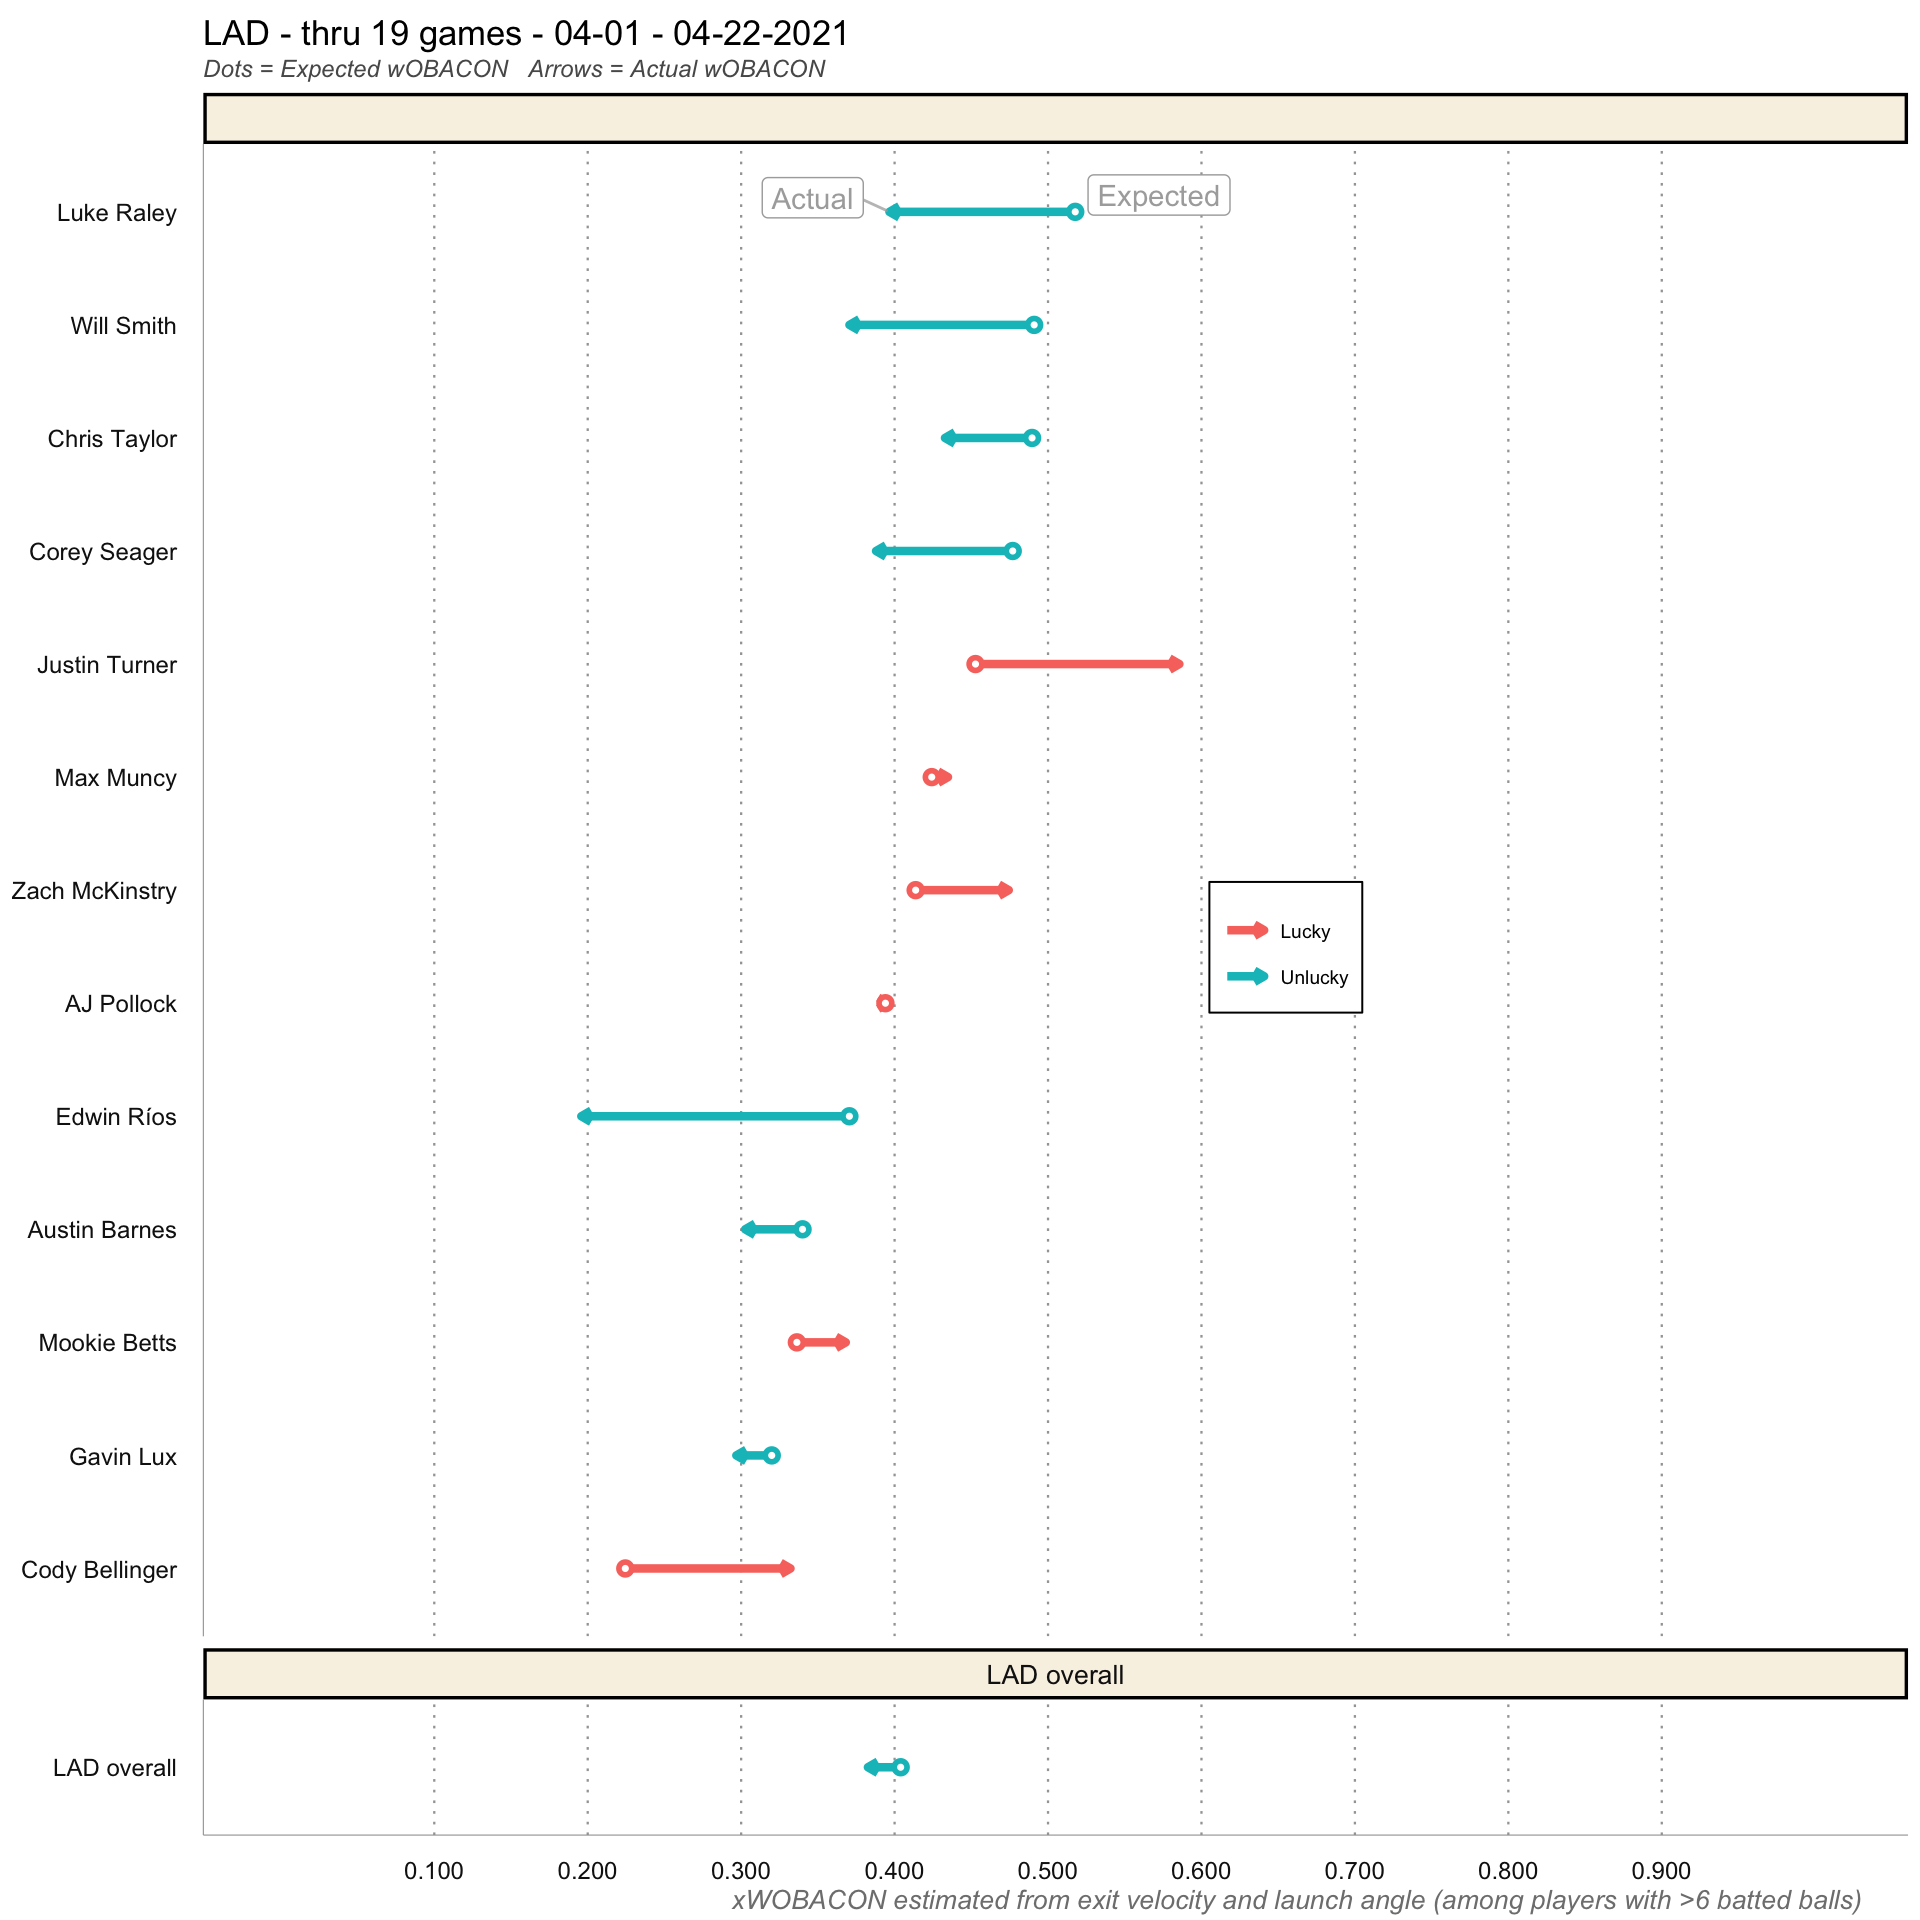 LAD - thru 19 games - 04-01 - 04-22-2021
Dots = Expected wOBACON   Arrows = Actual wOBACON
Luke Raley
Actual
Expected
Will Smith
Chris Taylor
Corey Seager
Justin Turner
Max Muncy
Zach McKinstry
Lucky
Unlucky
AJ Pollock
Edwin Ríos
Austin Barnes
Mookie Betts
Gavin Lux
Cody Bellinger
LAD overall
LAD overall
0.100 0.200 0.300 0.400 0.500 0.600 0.700 0.800 0.900
xWOBACON estimated from exit velocity and launch angle (among players with >6 batted balls)